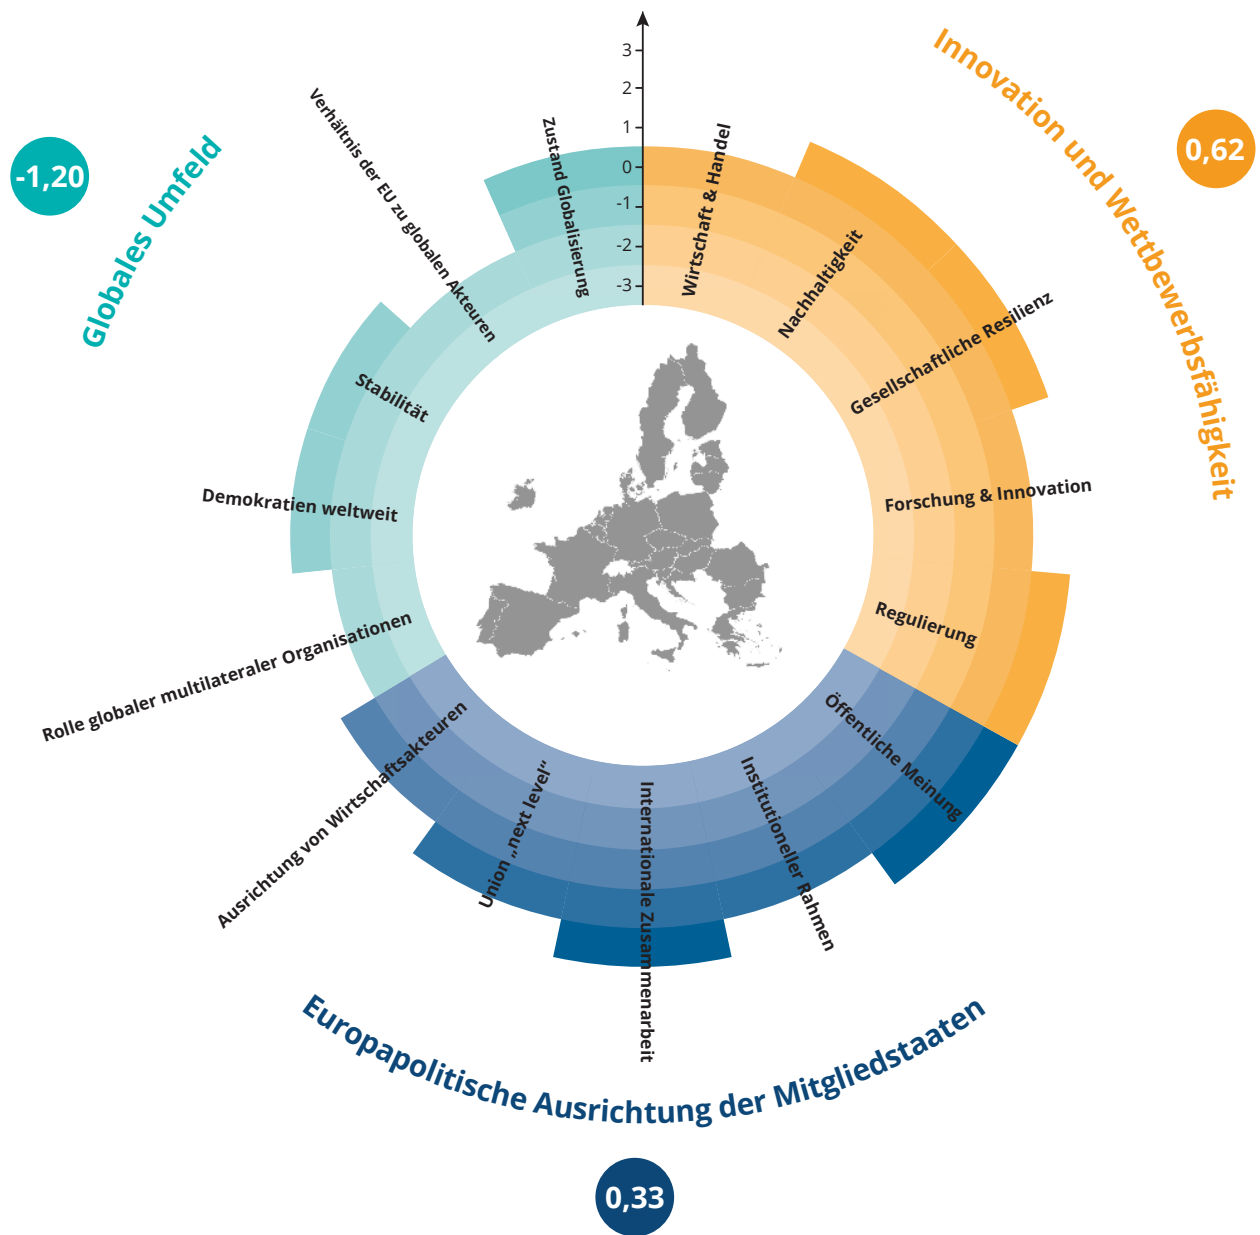 3
2
1
0
-1
-2
-3
Innovation und Wettbewerbsfähigkeit
0,62
Wirtschaft & Handel
Nachhaltigkeit
Gesellschaftliche Resilienz
Forschung & Innovation
Regulierung
Öffentliche Meinung
Institutioneller Rahmen
Internationale Zusammenarbeit
Union „next level“
Ausrichtung von Wirtschaftsakteuren
Europapolitische Ausrichtung der Mitgliedstaaten
0,33
Rolle globaler multilateraler Organisationen
Demokratien weltweit
Stabilität
Verhältnis der EU zu globalen Akteuren
Zustand Globalisierung
Globales Umfeld
-1,20